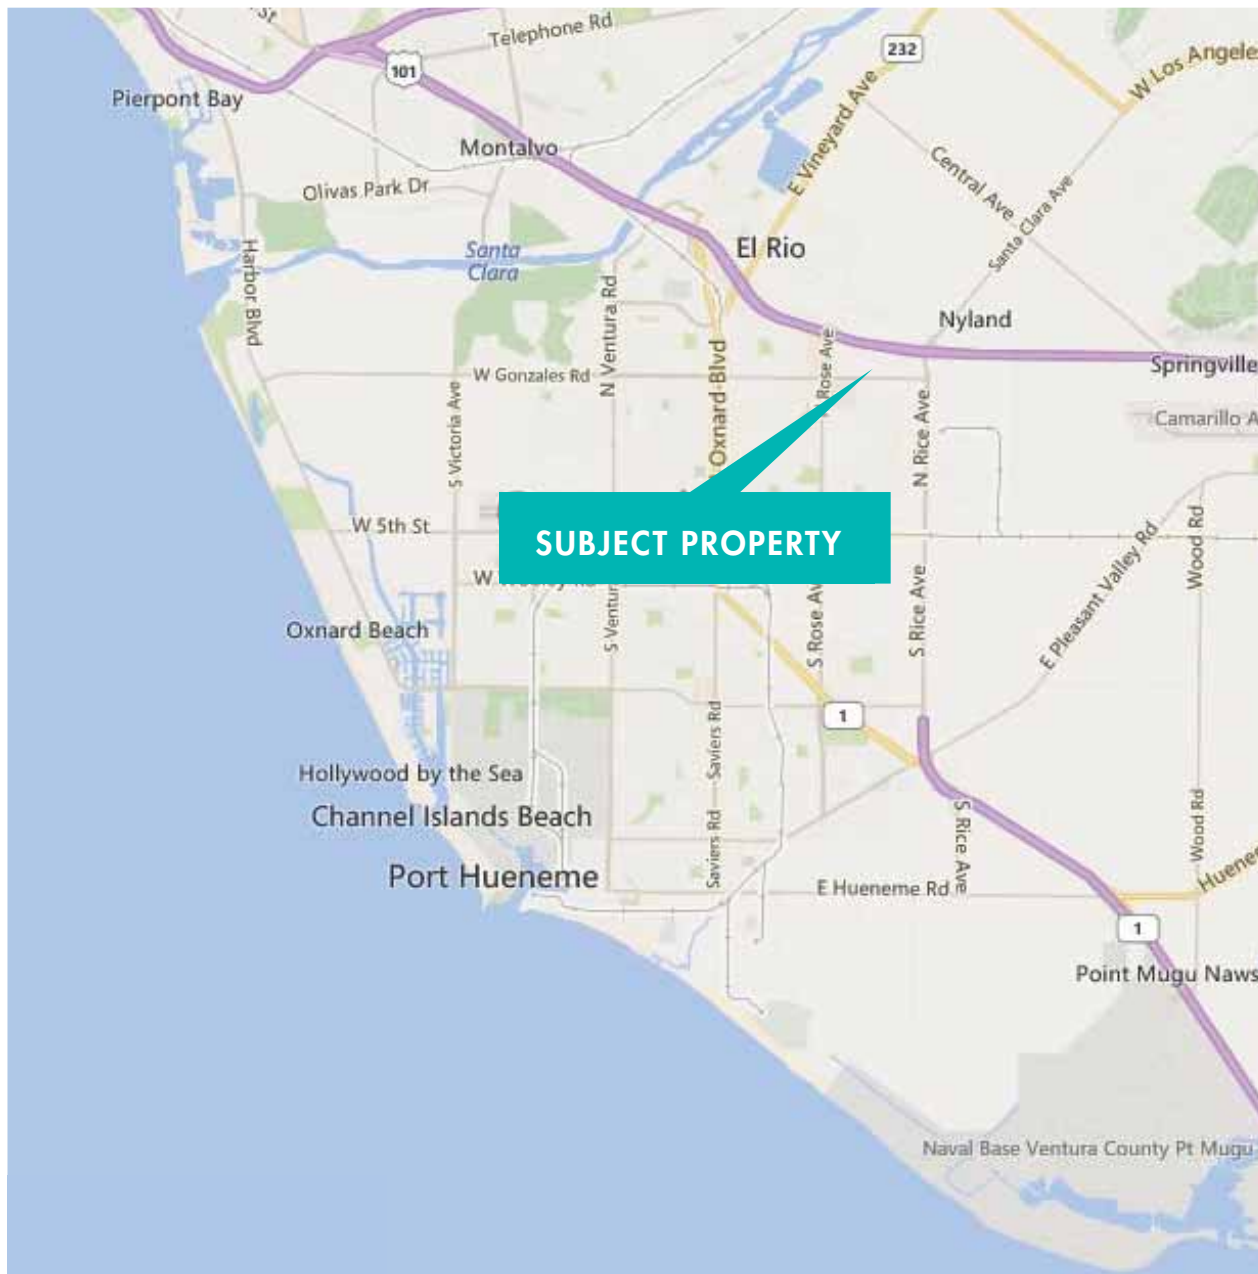 St
Telephone Rd
232
W Los Angele
101
Pierpont Bay
E Vineyard Ave
Montalvo
Central Ave
Olivas Park Dr
Santa Clara Ave
Santa
Clara
El Rio
Harbor Blvd
N Ventura Rd
Nyland
Oxnard Blvd
Rose Ave
Springville
W Gonzales Rd
S Victoria Ave
N Rice Ave
Camarillo A
W 5th St
SUBJECT PROPERTY
Wood Rd
E Pleasant Valley Rd
W
S Ventur
S Rose Av
S Rice Ave
Oxnard Beach
1
Saviers Rd
Hollywood by the Sea
Channel Islands Beach
S Rice Ave
Wood Rd
Saviers Rd
Port Hueneme
E Hueneme Rd
Huene
1
Point Mugu Naws
Naval Base Ventura County Pt Mugu